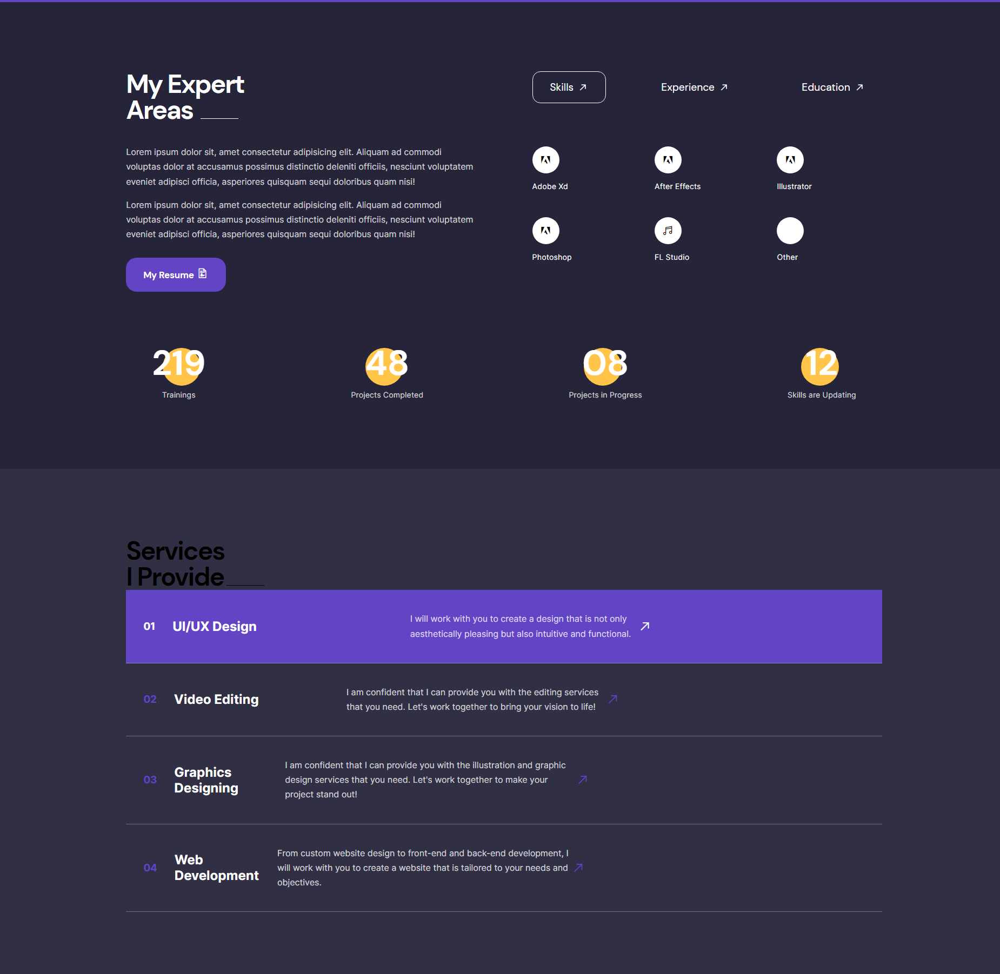 My Expert
Areas
Lorem ipsum dolor sit, amet consectetur adipisicing elit. Aliquam ad commodi
voluptas dolor at accusamus possimus distinctio deleniti officiis, nesciunt voluptatem
eveniet adipisci officia, asperiores quisquam sequi doloribus quam nisi!
Lorem ipsum dolor sit, amet consectetur adipisicing elit. Aliquam ad commodi
voluptas dolor at accusamus possimus distinctio deleniti officiis, nesciunt voluptatem
eveniet adipisci officia, asperiores quisquam sequi doloribus quam nisi!
My Resume
Skills
Experience
Education
Adobe Xd
After Effects
Illustrator
Photoshop
FL Studio
Other
219
Trainings
48
Projects Completed
08
Projects in Progress
12
Skills are Updating
Services
I Provide
01
UI/UX Design
I will work with you to create a design that is not only
aesthetically pleasing but also intuitive and functional.
02
Video Editing
I am confident that I can provide you with the editing services
that you need. Let's work together to bring your vision to life!
03
Graphics
Designing
I am confident that I can provide you with the illustration and graphic
design services that you need. Let's work together to make your
project stand out!
04
Web
Development
From custom website design to front-end and back-end development, I
will work with you to create a website that is tailored to your needs and
objectives.